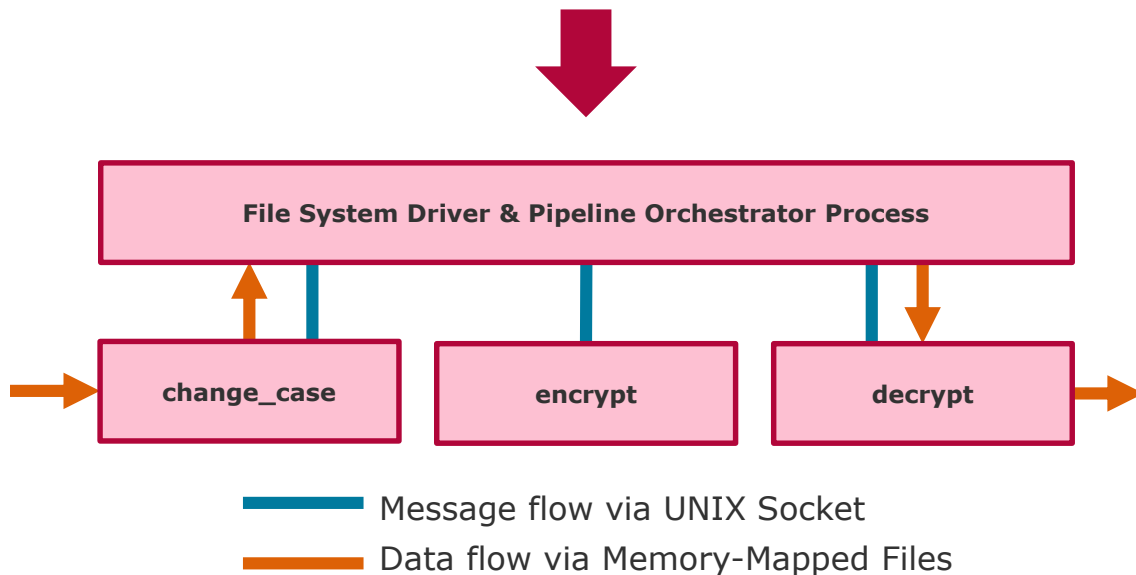 File System Driver & Pipeline Orchestrator Process
change_case
encrypt
decrypt
Message flow via UNIX Socket
Data flow via Memory-Mapped Files